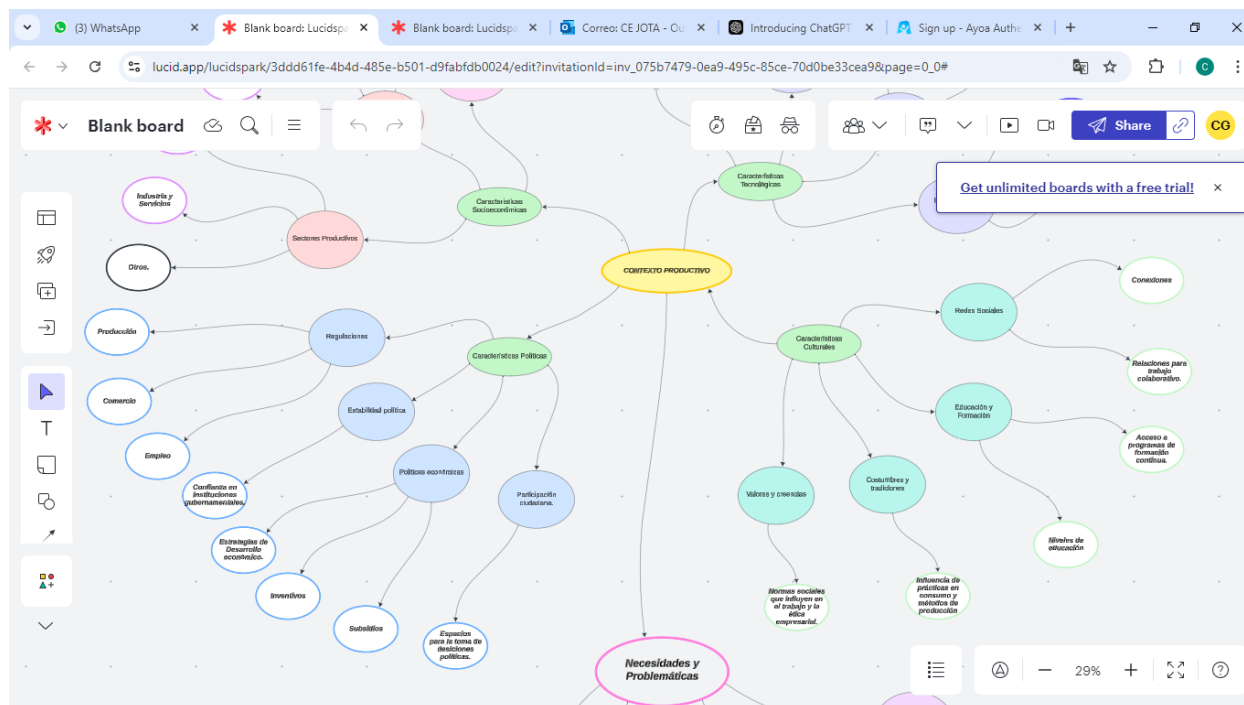 (3) WhatsApp
Blank board: Lucidspa
Blank board: Lucidspa
Correo: CE JOTA - Ou
Introducing ChatGPT
Sign up - Ayoa Authe
lucid.app/lucidspark/3ddd61fe-4b4d-485e-b501-d9fabfdb0024/edit?invitationId=inv_075b7479-0ea9-495c-85ce-70d0be33cea9&page=0_0#
C
Blank board
Share
CG
Get unlimited boards with a free trial!
Características
Tecnológicas
Industria y
Servicios
Características
Socioeconómicas
Sectores Productivos
Otros.
CONTEXTO PRODUCTIVO
Conexiones
Redes Sociales
Producción
Regulaciones
Características Políticas
Características
Culturales
Relaciones para
trabajo
colaborativo.
Comercio
Estabilidad política
Educación y
Formación
Empleo
Acceso a
programas de
formación
continua.
Políticas económicas
Confianza en
instituciones
gubernamentales.
Participación
ciudadana.
Valores y creencias
Costumbres y
tradiciones
Estrategias de
Desarrollo
económico.
Niveles de
educación
Inventivos
Normas sociales
que influyen en
el trabajo y la
ética
empresarial.
Influencia de
prácticas en
consumo y
métodos de
producción
Subsidios
Espacios
para la toma de
desiciones
políticas.
Necesidades y
Problemáticas
29%